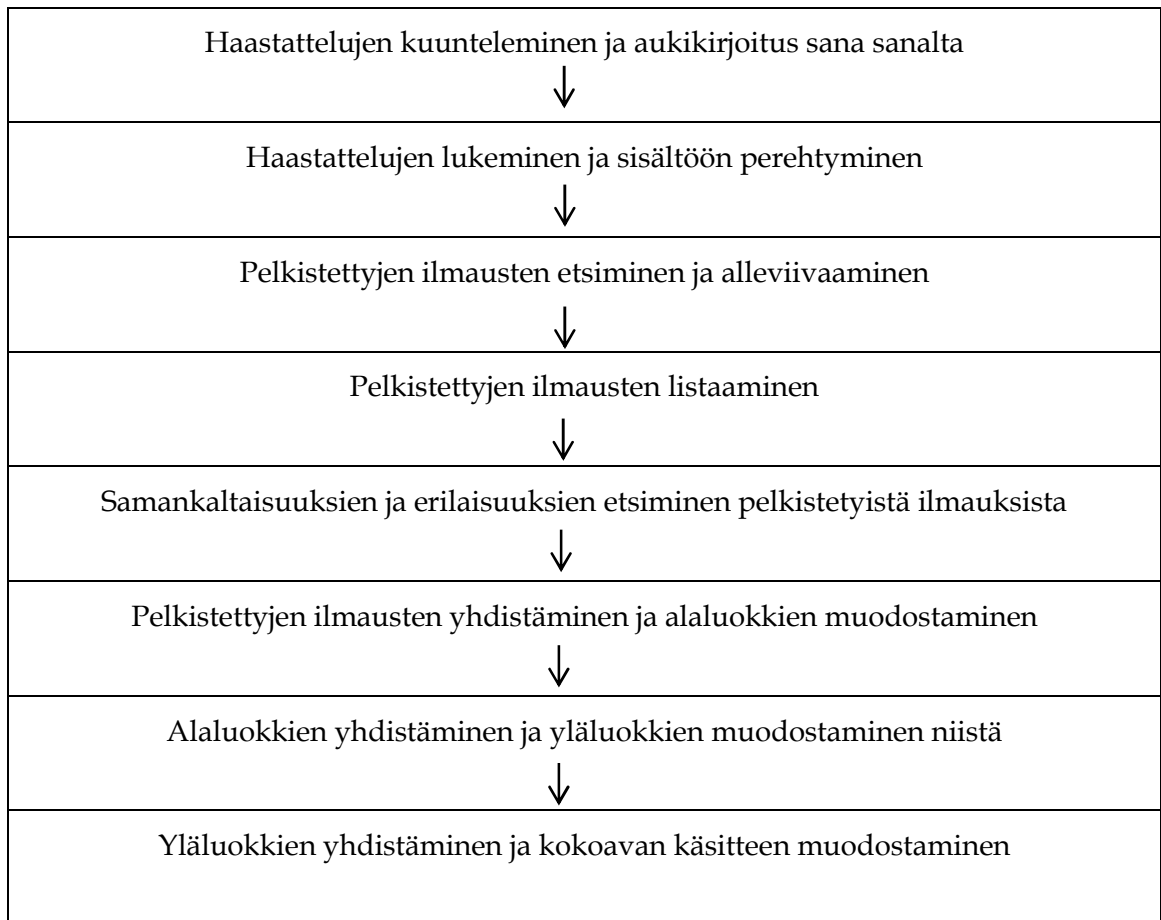 Haastattelujen kuunteleminen ja aukikirjoitus sana sanalta
Haastattelujen lukeminen ja sisältöön perehtyminen
Pelkistettyjen ilmausten etsiminen ja alleviivaaminen
Pelkistettyjen ilmausten listaaminen
Samankaltaisuuksien ja erilaisuuksien etsiminen pelkistetyistä ilmauksista
Pelkistettyjen ilmausten yhdistäminen ja alaluokkien muodostaminen
Alaluokkien yhdistäminen ja yläluokkien muodostaminen niistä
Yläluokkien yhdistäminen ja kokoavan käsitteen muodostaminen